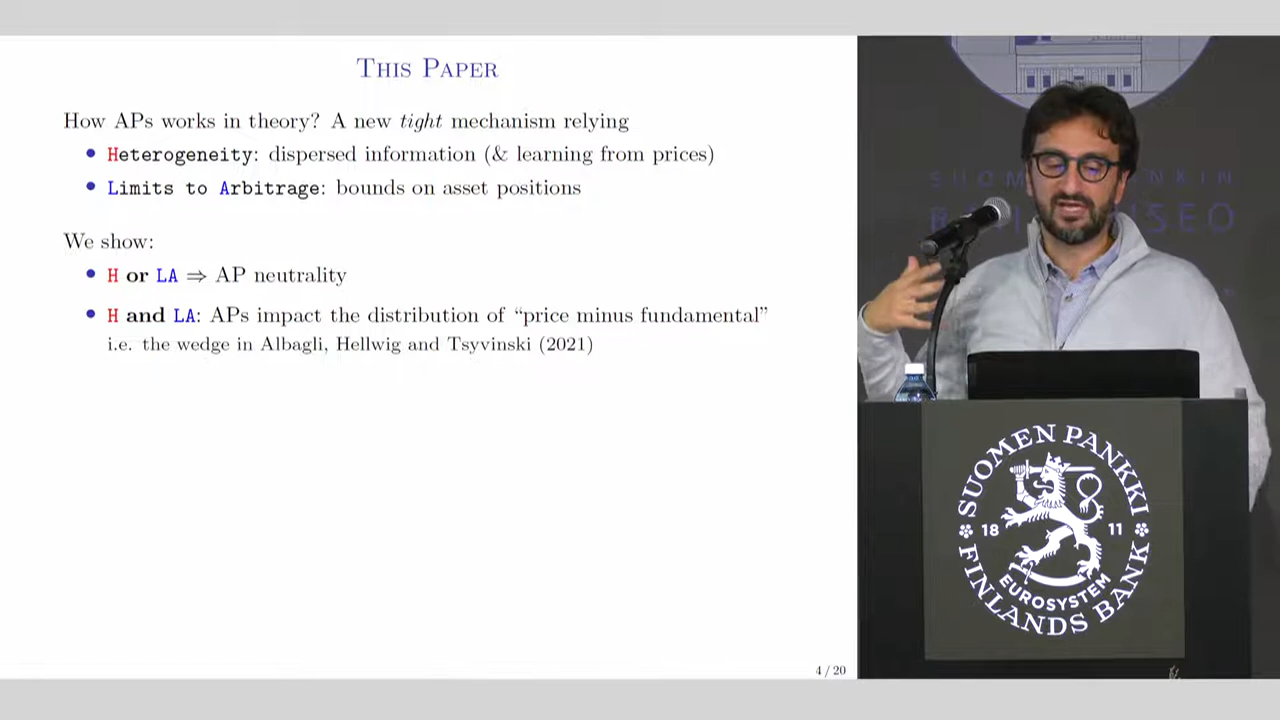 THIS PAPER
How APs works in theory? A new tight mechanism relying
• Heterogeneity: dispersed information (& learning from prices)
• Limits to Arbitrage: bounds on asset positions
We show:
• H or LA ⇒ AP neutrality
• H and LA: APs impact the distribution of “price minus fundamental”
i.e. the wedge in Albagli, Hellwig and Tsyvinski (2021)
4 / 20
SUOMEN PANKKI
18 11
EUROSYSTEM
FINLANDS BANK